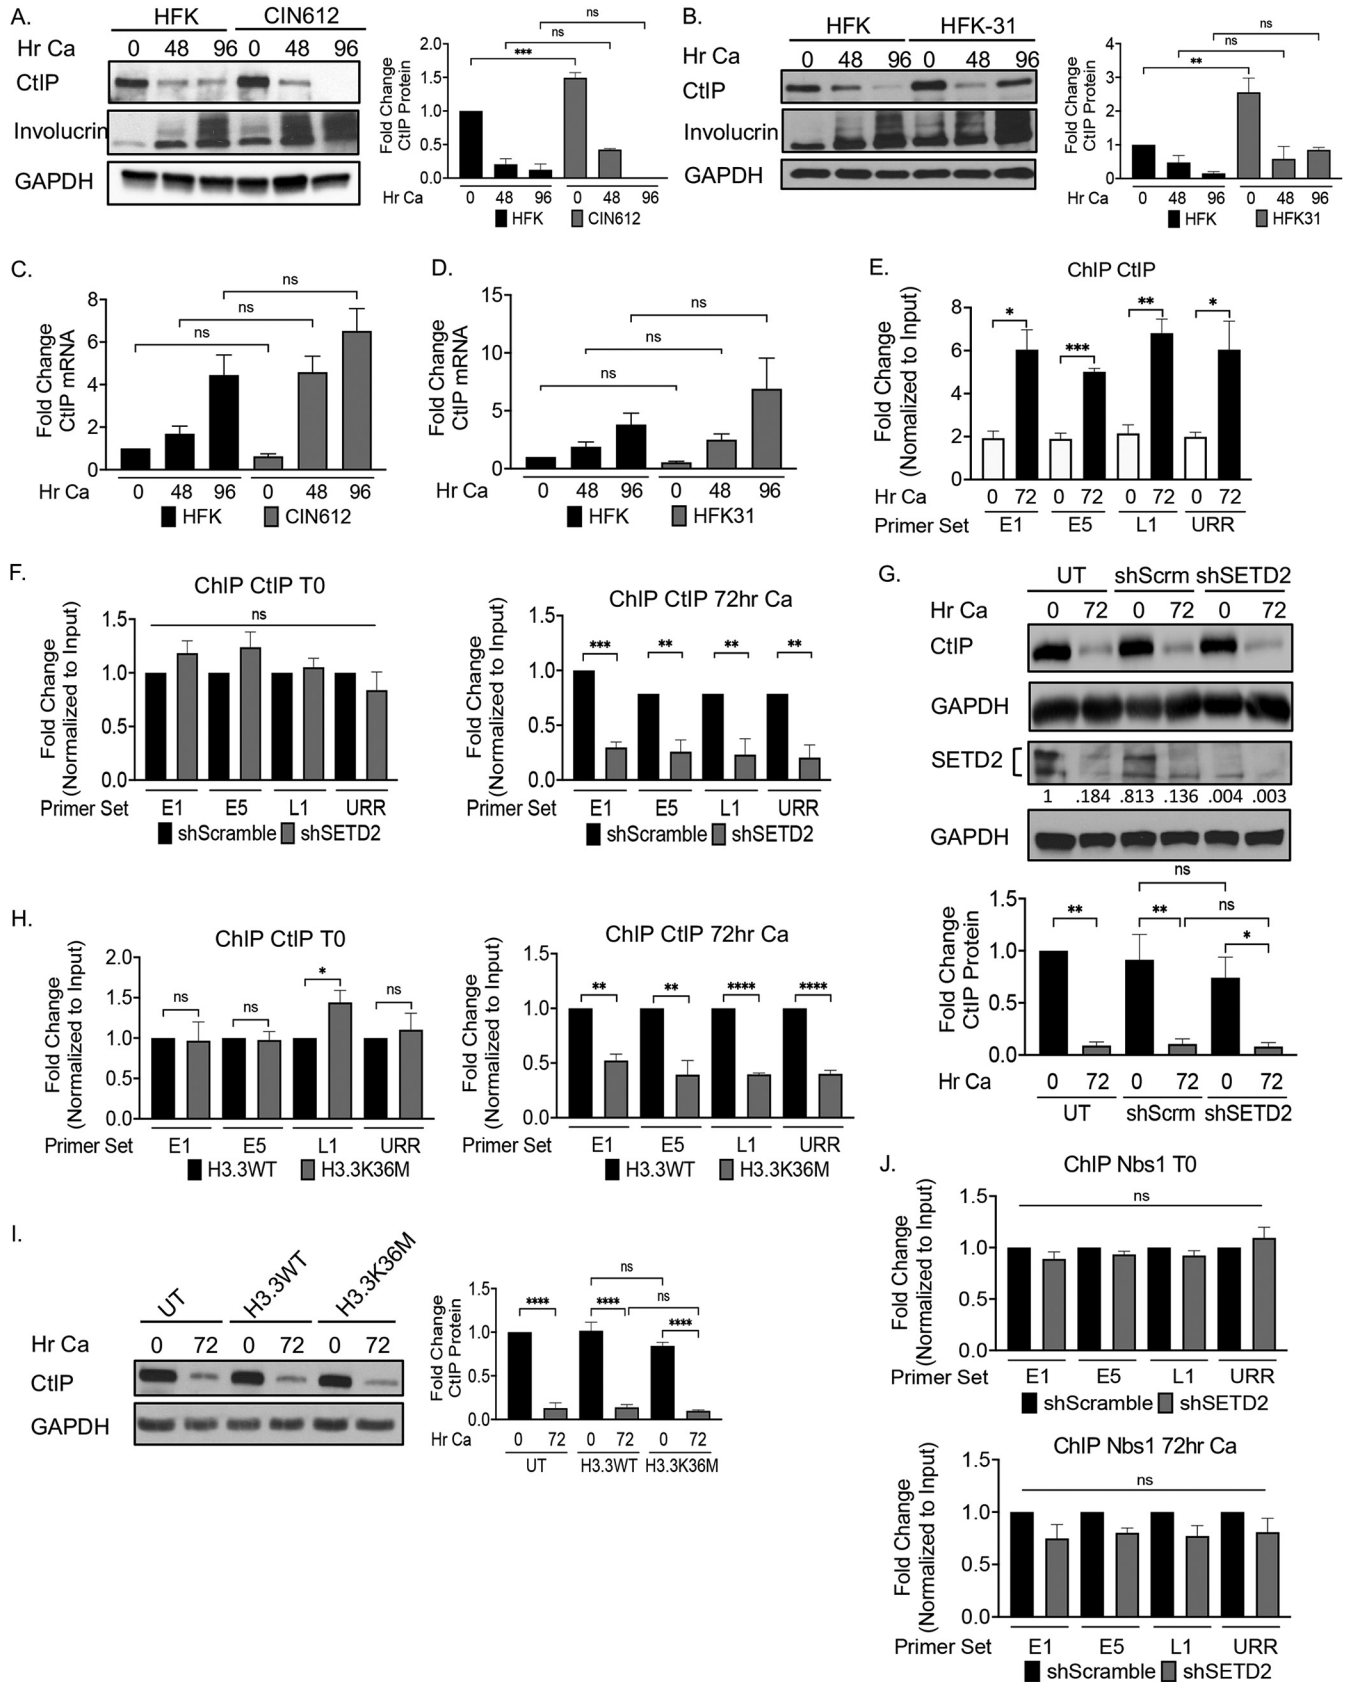 A.
HFK CIN612
Hr Ca 0 48 96 0 48 96
CtIP
Involucrin
GAPDH
Fold Change
CtIP Protein
2.0
1.5
1.0
0.5
0.0
*** ns ns
Hr Ca 0 48 96 0 48 96
HFK CIN612
B.
HFK HFK-31
Hr Ca 0 48 96 0 48 96
CtIP
Involucrin
GAPDH
Fold Change
CtIP Protein
4
3
2
1
0
** ns ns
Hr Ca 0 48 96 0 48 96
HFK HFK31
C.
Fold Change
CtIP mRNA
8
6
4
2
0
ns ns ns
Hr Ca 0 48 96 0 48 96
HFK CIN612
D.
Fold Change
CtIP mRNA
15
10
5
0
ns ns ns
Hr Ca 0 48 96 0 48 96
HFK HFK31
E.
ChIP CtIP
Fold Change
(Nomalized to Input)
8
6
4
2
0
* *** ** *
Hr Ca 0 72 0 72 0 72 0 72
Primer Set E1 E5 L1 URR
F.
ChIP CtIP T0
Fold Change
(Normalized to Input)
1.5
1.0
0.5
0.0
ns
Primer Set E1 E5 L1 URR
shScramble shSETD2
ChIP CtIP 72hr Ca
Fold Change
(Normalized to Input)
1.5
1.0
0.5
0.0
*** ** ** **
Primer Set E1 E5 L1 URR
shScramble shSETD2
G.
UT shScrm shSETD2
Hr Ca 0 72 0 72 0 72
CtIP
GAPDH
SETD2
1 .184 .813 .136 .004 .003
GAPDH
Fold Change
CtIP Protein
1.5
1.0
0.5
0.0
** ** ns ns *
Hr Ca 0 72 0 72 0 72
UT shScrm shSETD2
H.
ChIP CtIP T0
Fold Change
(Normalized to Input)
2.0
1.5
1.0
0.5
0.0
ns ns * ns
Primer Set E1 E5 L1 URR
H3.3WT H3.3K36M
ChIP CtIP 72hr Ca
Fold Change
(Normalized to Input)
1.5
1.0
0.5
0.0
** ** **** ****
Primer Set E1 E5 L1 URR
H3.3WT H3.3K36M
I.
UT H3.3WT H3.3K36M
Hr Ca 0 72 0 72 0 72
CtIP
GAPDH
Fold Change
CtIP Protein
1.5
1.0
0.5
0.0
**** **** ns ns ****
Hr Ca 0 72 0 72 0 72
UT H3.3WT H3.3K36M
J.
ChIP Nbs1 T0
Fold Change
(Normalized to Input)
1.5
1.0
0.5
0.0
ns
Primer Set E1 E5 L1 URR
shScramble shSETD2
ChIP Nbs1 72hr Ca
Fold Change
(Normalized to Input)
1.5
1.0
0.5
0.0
ns
Primer Set E1 E5 L1 URR
shScramble shSETD2